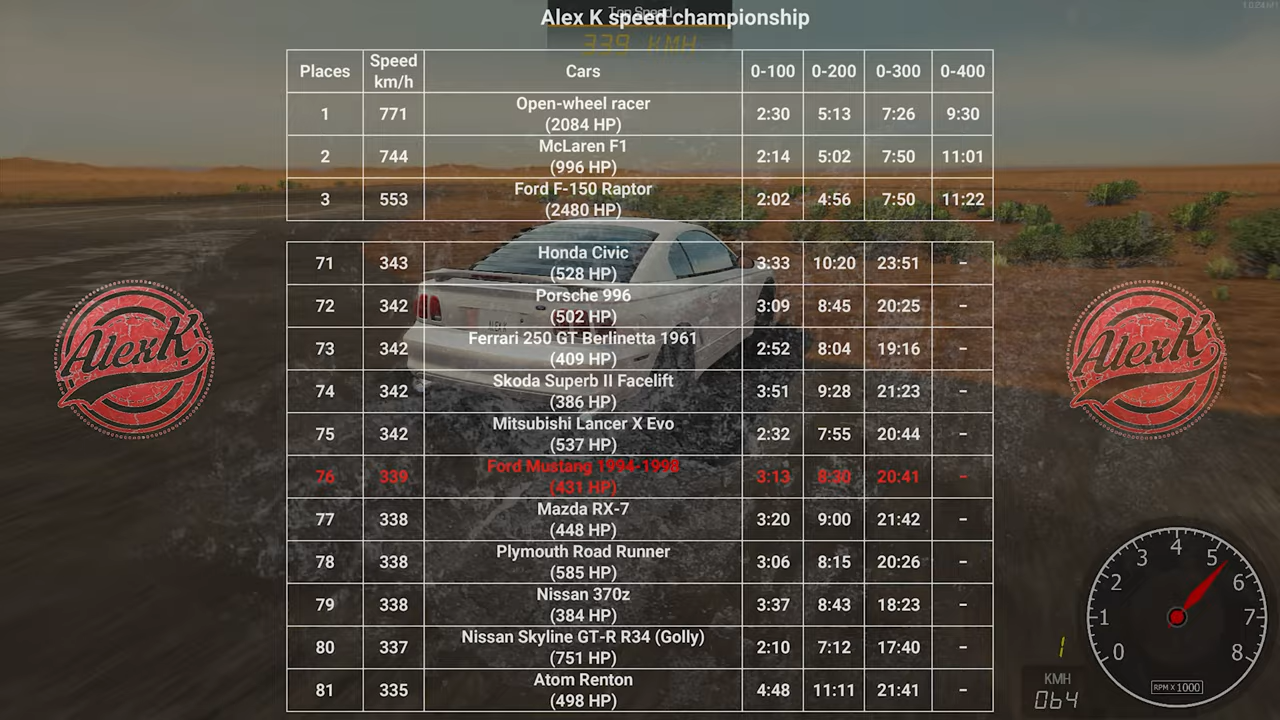 Top Speed
Alex K speed championship
339 KMH
Places Speed km/h Cars 0-100 0-200 0-300 0-400
1 771 Open-wheel racer (2084 HP) 2:30 5:13 7:26 9:30
2 744 McLaren F1 (996 HP) 2:14 5:02 7:50 11:01
3 553 Ford F-150 Raptor (2480 HP) 2:02 4:56 7:50 11:22
71 343 Honda Civic (528 HP) 3:33 10:20 23:51 -
72 342 Porsche 996 (502 HP) 3:09 8:45 20:25 -
73 342 Ferrari 250 GT Berlinetta 1961 (409 HP) 2:52 8:04 19:16 -
74 342 Skoda Superb II Facelift (386 HP) 3:51 9:28 21:23 -
75 342 Mitsubishi Lancer X Evo (537 HP) 2:32 7:55 20:44 -
76 339 Ford Mustang 1994-1998 (431 HP) 3:13 8:30 20:41 -
77 338 Mazda RX-7 (448 HP) 3:20 9:00 21:42 -
78 338 Plymouth Road Runner (585 HP) 3:06 8:15 20:26 -
79 338 Nissan 370z (384 HP) 3:37 8:43 18:23 -
80 337 Nissan Skyline GT-R R34 (Golly) (751 HP) 2:10 7:12 17:40 -
81 335 Atom Renton (498 HP) 4:48 11:11 21:41 -
AlexK
AlexK
0 1 2 3 4 5 6 7 8
RPM X 1000
1
KMH
064